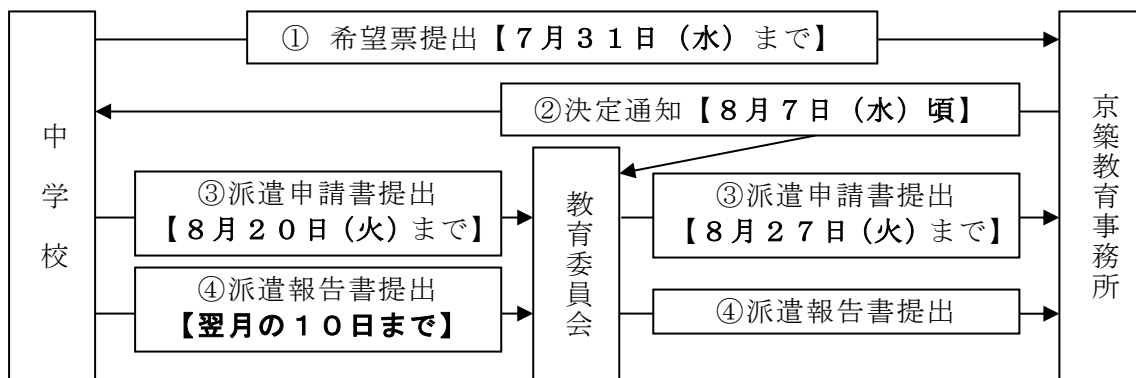 ① 希望票提出【７月３１日（水）まで】
②決定通知【８月７日（水）頃】
中学校
教育委員会
京築教育事務所
③派遣申請書提出
【８月２０日（火）まで】
③派遣申請書提出
【８月２７日（火）まで】
④派遣報告書提出
【翌月の１０日まで】
④派遣報告書提出